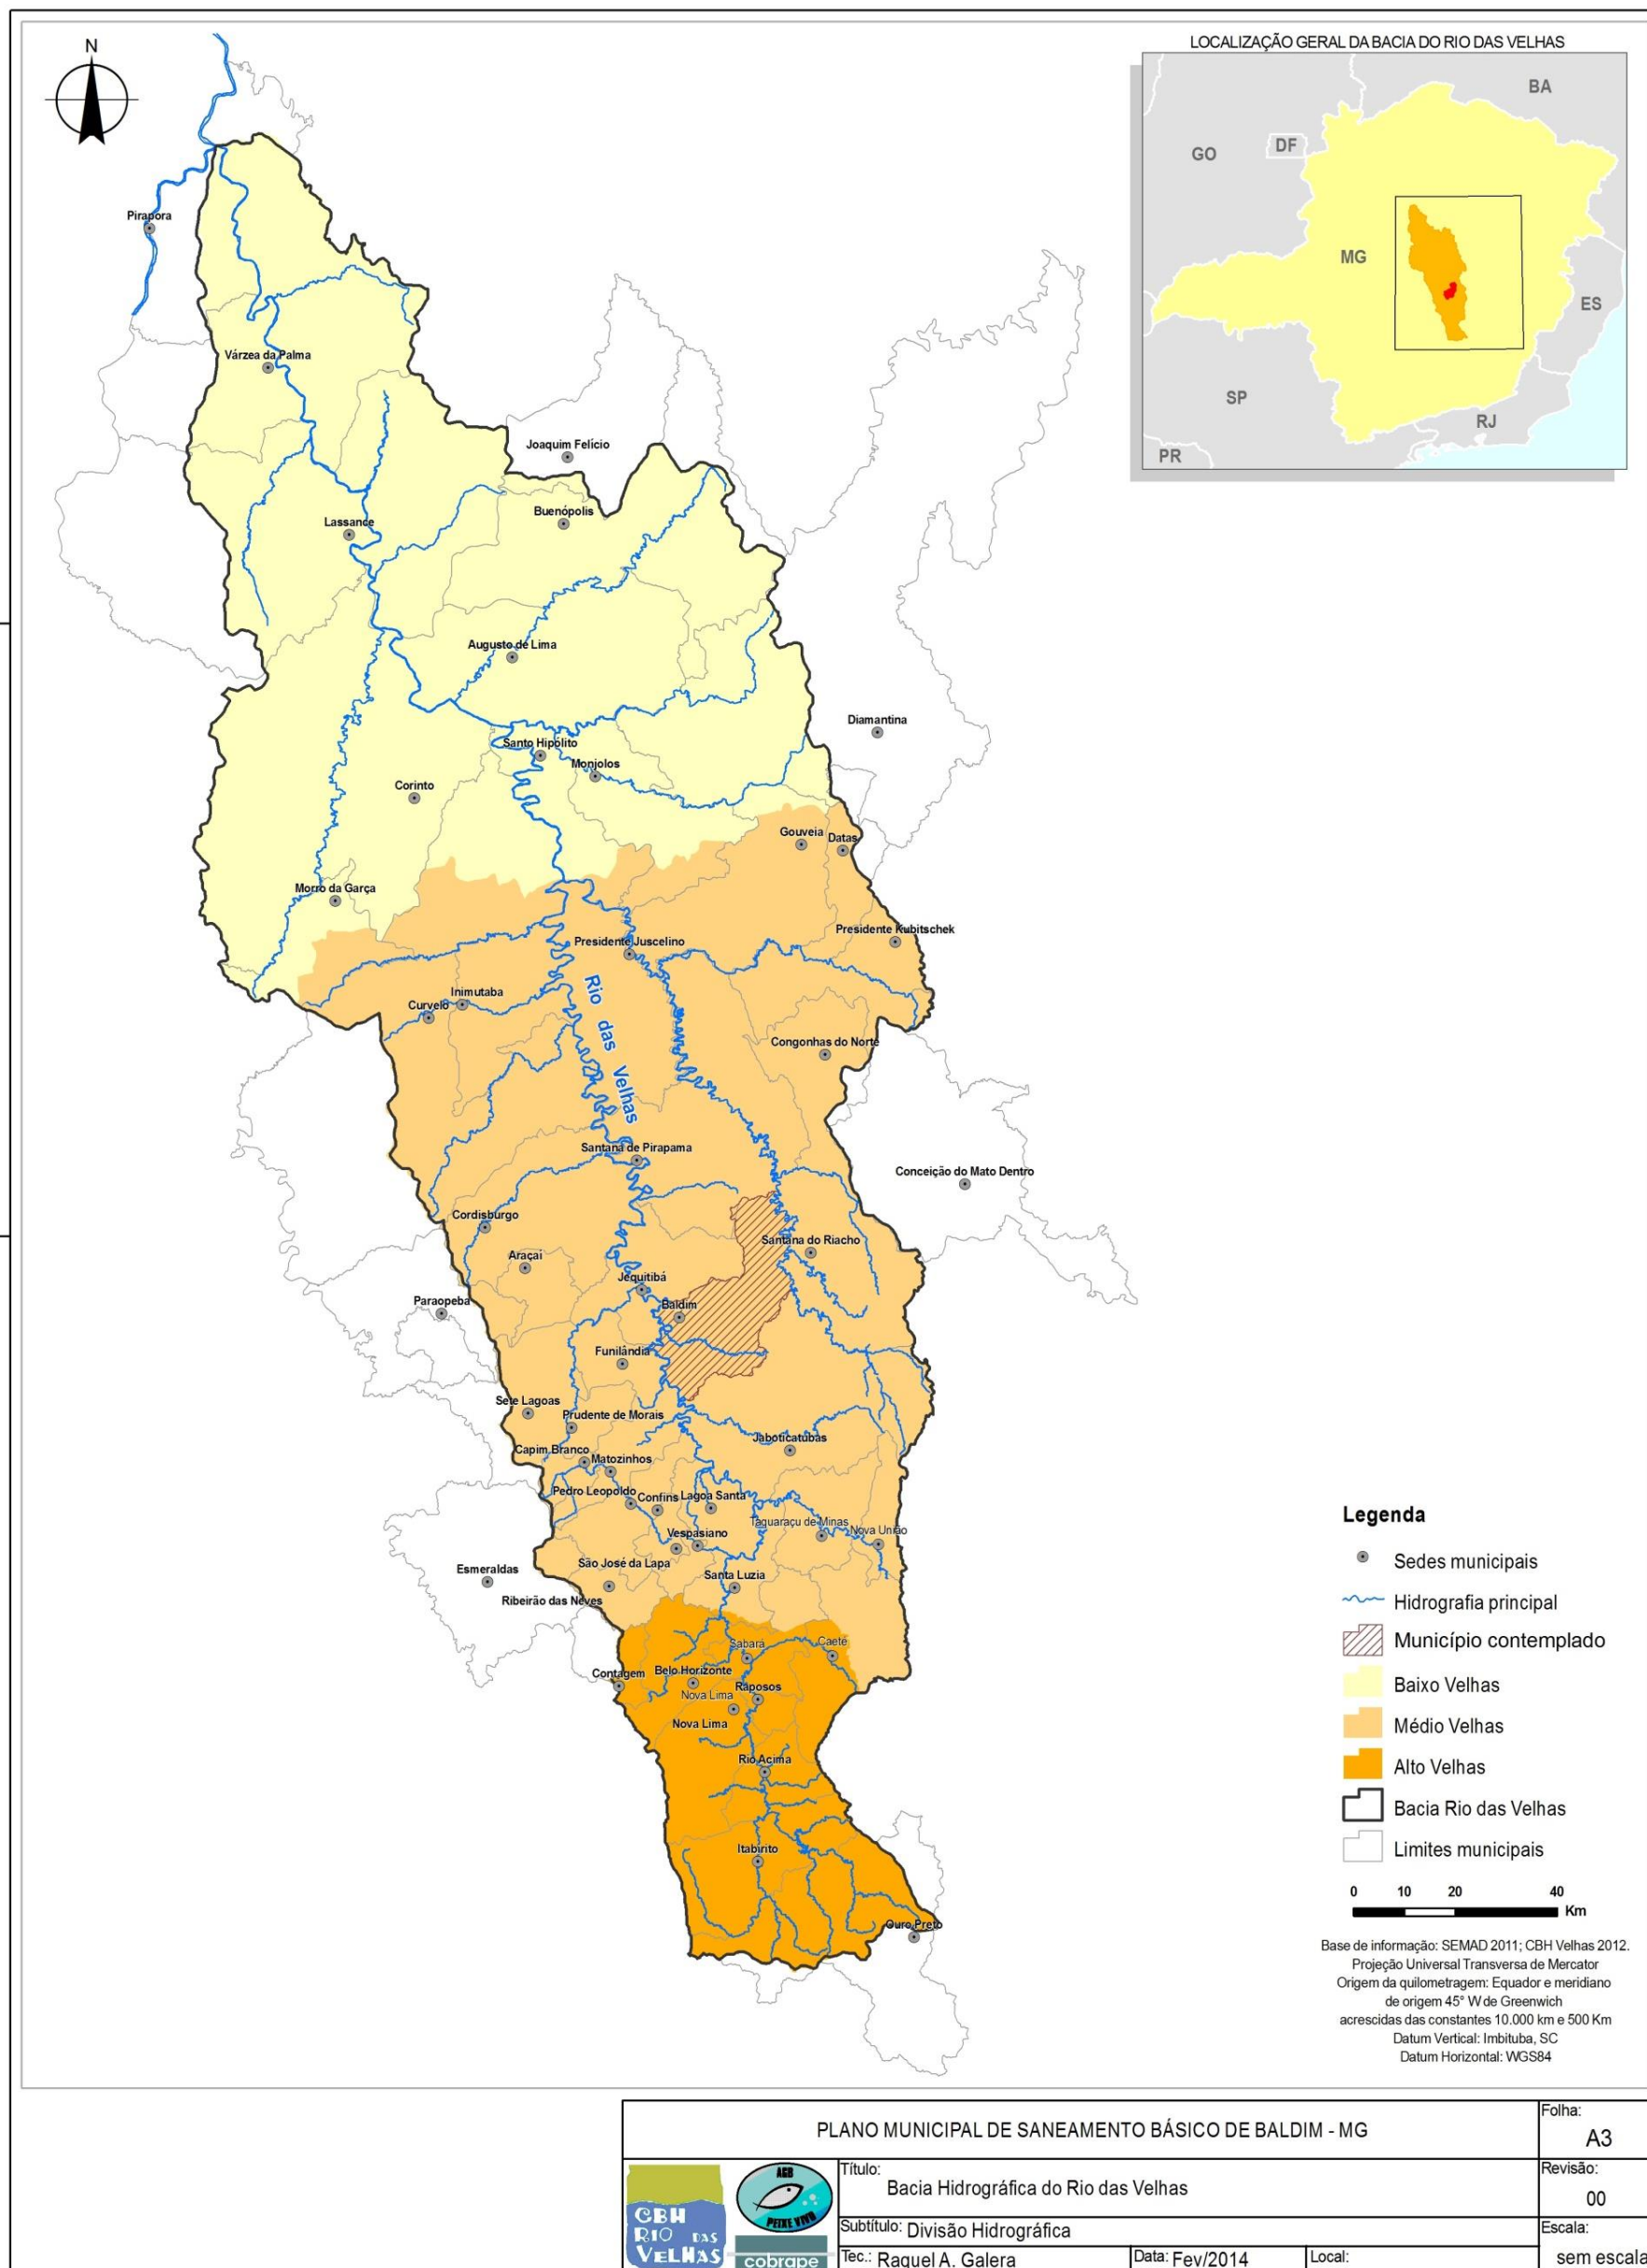 N
LOCALIZAÇÃO GERAL DA BACIA DO RIO DAS VELHAS
BA
GO
DF
MG
ES
SP
RJ
PR
Pirapora
Várzea da Palma
Joaquim Felício
Buenópolis
Lassance
Augusto de Lima
Diamantina
Santo Hipólito
Monjolos
Corinto
Gouveia
Datas
Morro da Garça
Presidente Kubitschek
Presidente Juscelino
Rio das Velhas
Inimutaba
Curvelo
Congonhas do Norte
Santana de Pirapama
Conceição do Mato Dentro
Cordisburgo
Santana do Riacho
Araçaí
Jequitibá
Paraopeba
Baldim
Funilândia
Sete Lagoas
Prudente de Morais
Jaboticatubas
Capim Branco
Matozinhos
Pedro Leopoldo
Confins
Lagoa Santa
Taquaraçu de Minas
Nova União
Vespasiano
São José da Lapa
Esmeraldas
Santa Luzia
Ribeirão das Neves
Sabará
Caeté
Contagem
Belo Horizonte
Raposos
Nova Lima
Nova Lima
Rio Acima
Itabirito
Ouro Preto
Legenda
Sedes municipais
Hidrografia principal
Município contemplado
Baixo Velhas
Médio Velhas
Alto Velhas
Bacia Rio das Velhas
Limites municipais
0 10 20 40
Km
Base de informação: SEMAD 2011; CBH Velhas 2012.
Projeção Universal Transversa de Mercator
Origem da quilometragem: Equador e meridiano
de origem 45° W de Greenwich
acrescidas das constantes 10.000 km e 500 Km
Datum Vertical: Imbituba, SC
Datum Horizontal: WGS84
PLANO MUNICIPAL DE SANEAMENTO BÁSICO DE BALDIM - MG
Folha:
A3
CBH
RIO DAS
VELHAS
AGB
PEIXE VIVO
cobrape
Título:
Bacia Hidrográfica do Rio das Velhas
Revisão:
00
Subtítulo: Divisão Hidrográfica
Escala:
sem escala
Tec.: Raquel A. Galera
Data: Fev/2014
Local: